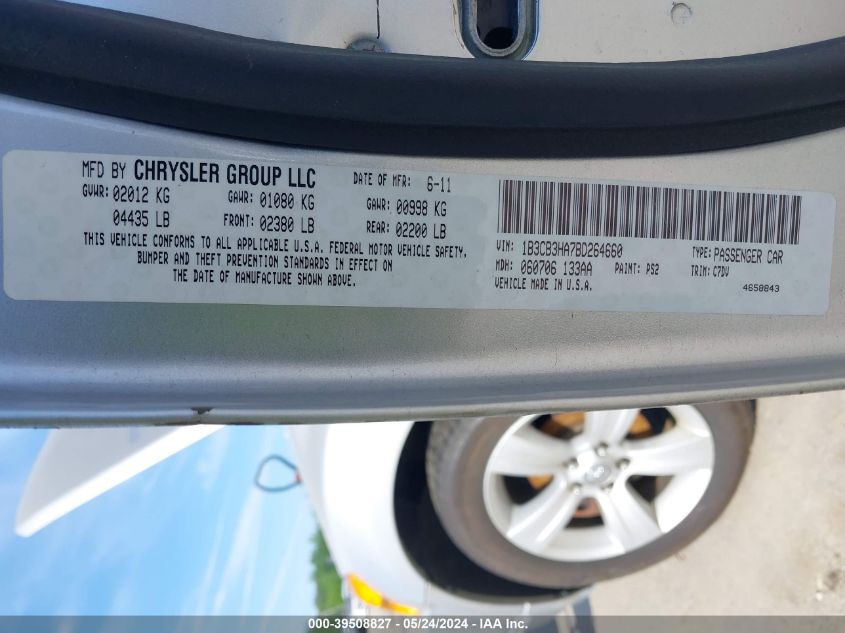 MFD BY CHRYSLER GROUP LLC DATE OF MFR: 6-11
GVWR: 02012 KG GAWR: 01080 KG GAWR: 00998 KG
04435 LB FRONT: 02380 LB REAR: 02200 LB
THIS VEHICLE CONFORMS TO ALL APPLICABLE U.S.A. FEDERAL MOTOR VEHICLE SAFETY,
BUMPER AND THEFT PREVENTION STANDARDS IN EFFECT ON
THE DATE OF MANUFACTURE SHOWN ABOVE.
VIN: 1B3CB3HA7BD264660 TYPE: PASSENGER CAR
MDH: 060706 133AA PAINT: PS2 TRIM: C7DV
VEHICLE MADE IN U.S.A. 4658843
000-39508827 - 05/24/2024 - I.A.A. - U.S.A.